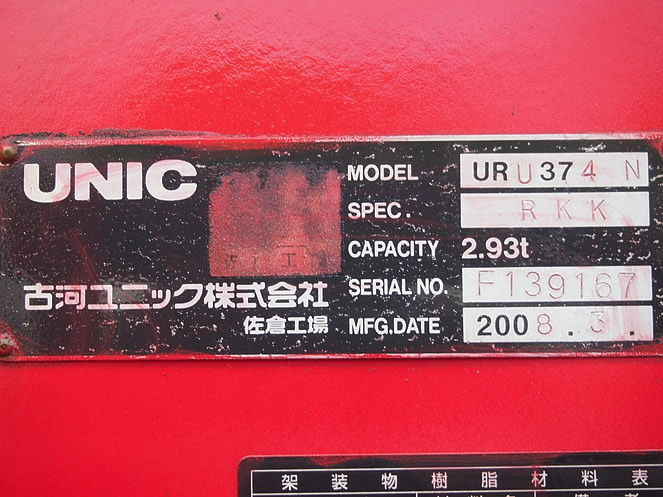 UNIC
古河ユニック株式会社
佐倉工場
MODEL URU374N
SPEC. RKK
CAPACITY 2.93t
SERIAL NO. F139167
MFG.DATE 2008.3.
架装物樹脂材料表